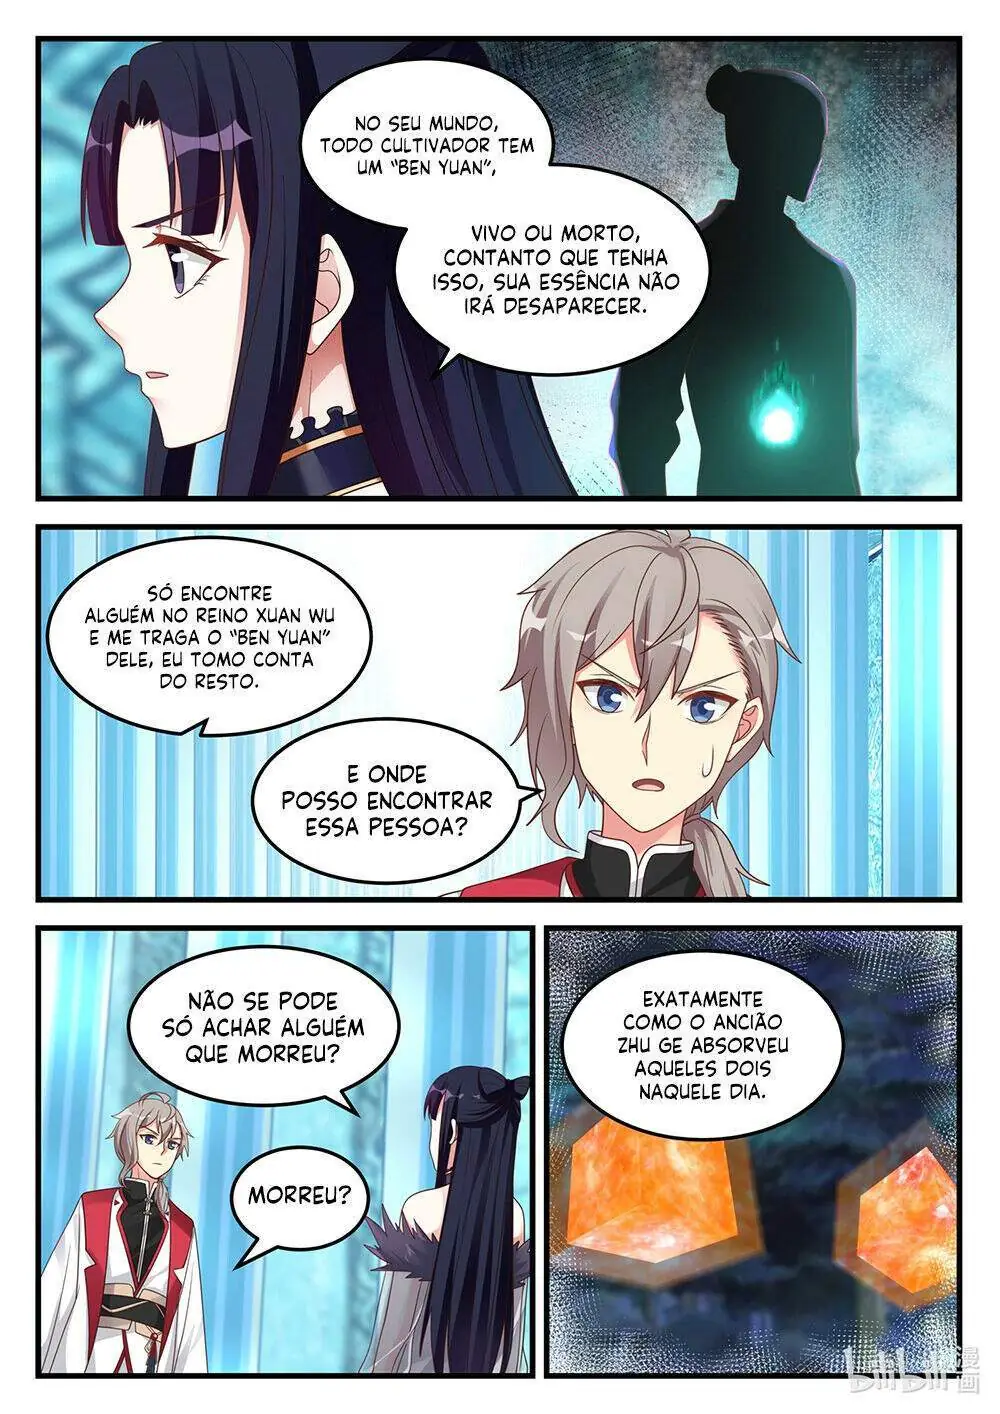 NO SEU MUNDO,
TODO CULTIVADOR TEM
UM "BEN YUAN",
VIVO OU MORTO,
CONTANTO QUE TENHA
ISSO, SUA ESSÊNCIA NÃO
IRÁ DESAPARECER.
SÓ ENCONTRE
ALGUÉM NO REINO XUAN WU
E ME TRAGA O "BEN YUAN"
DELE, EU TOMO CONTA
DO RESTO.
E ONDE
POSSO ENCONTRAR
ESSA PESSOA?
NÃO SE PODE
SÓ ACHAR ALGUÉM
QUE MORREU?
MORREU?
EXATAMENTE
COMO O ANCIÃO
ZHU GE ABSORVEU
AQUELES DOIS
NAQUELE DIA.
bilibili 漫画